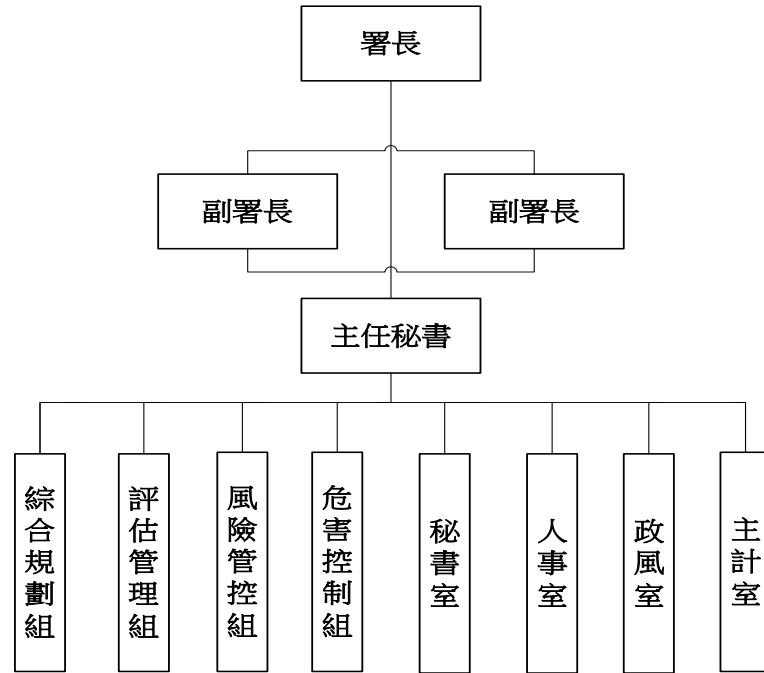 署長
副署長
副署長
主任秘書
綜合規劃組
評估管理組
風險管控組
危害控制組
秘書室
人事室
政風室
主計室